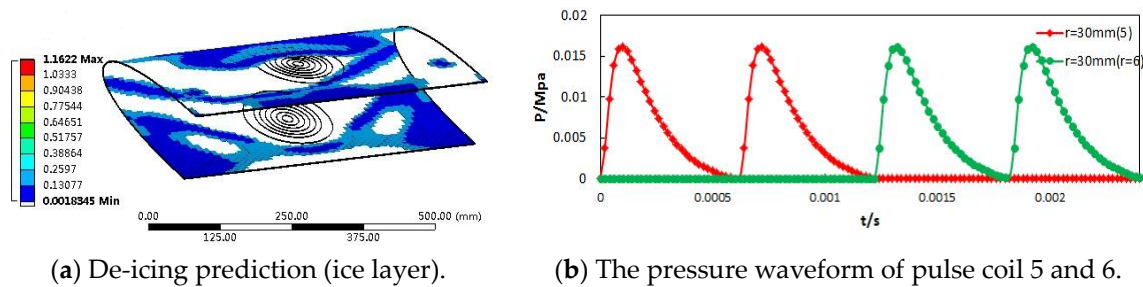 1.1622 Max
1.0333
0.90438
0.77544
0.64651
0.51757
0.38864
0.2597
0.13077
0.0018345 Min
0.00 250.00 500.00 (mm)
125.00 375.00
0.02
0.015
0.01
0.005
0
P/Mpa
r=30mm(5)
r=30mm(r=6)
0 0.0005 0.001 0.0015 0.002
t/s
(a) De-icing prediction (ice layer).
(b) The pressure waveform of pulse coil 5 and 6.